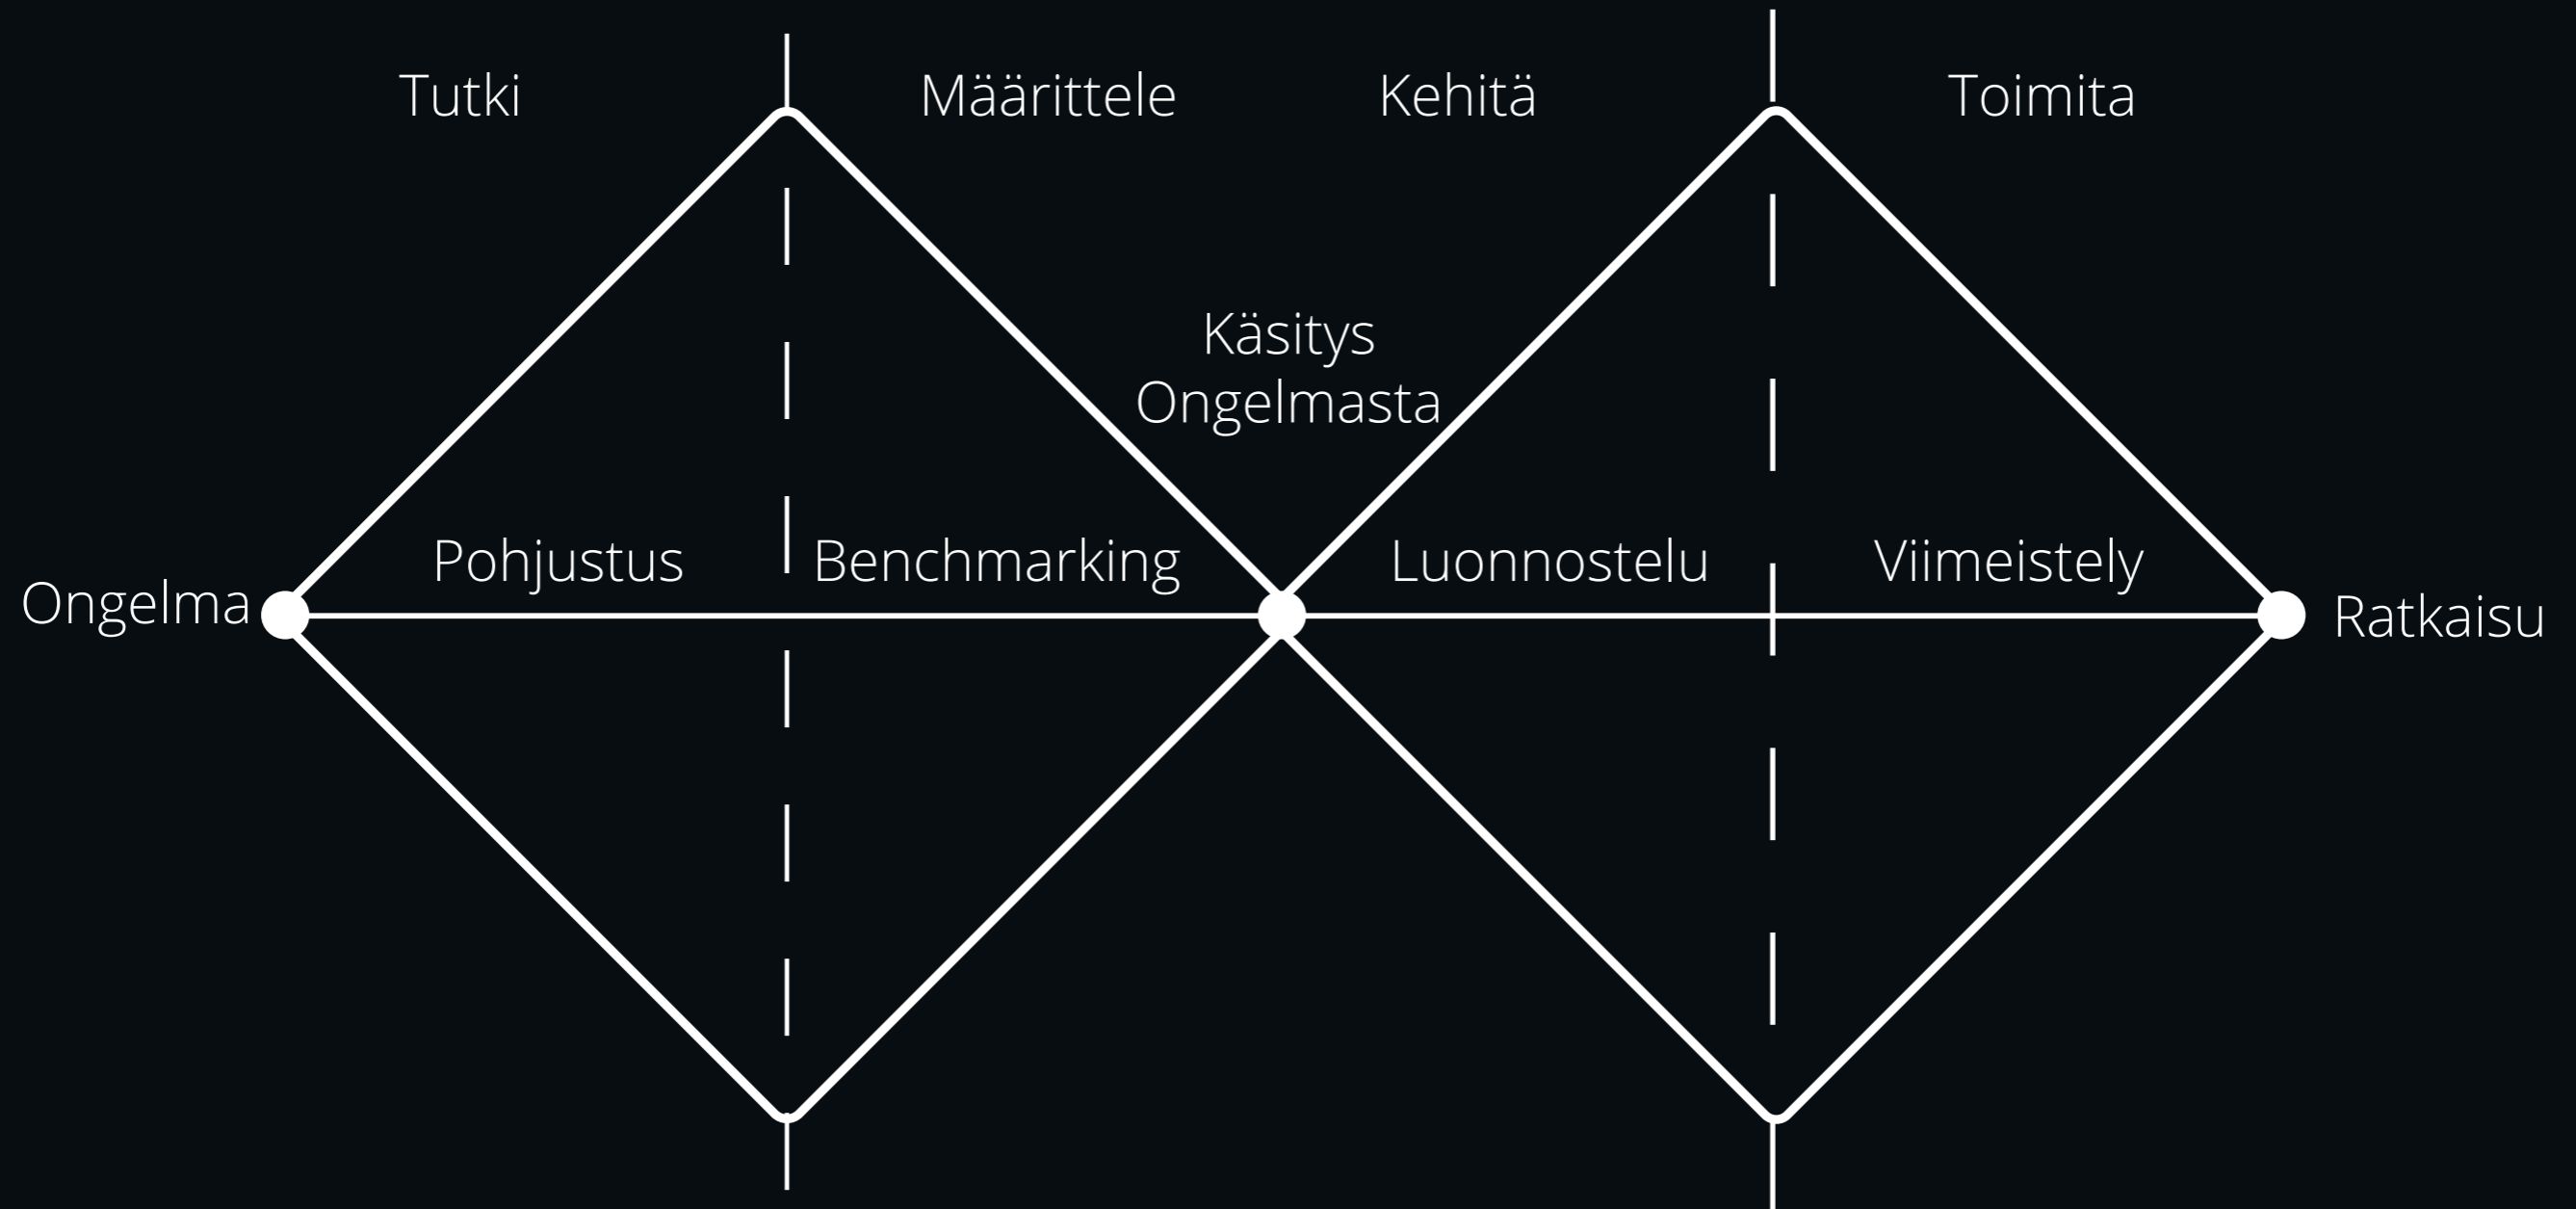 Tutki
Määrittele
Kehitä
Toimita
Käsitys
Ongelmasta
Pohjustus
Benchmarking
Luonnostelu
Viimeistely
Ongelma
Ratkaisu